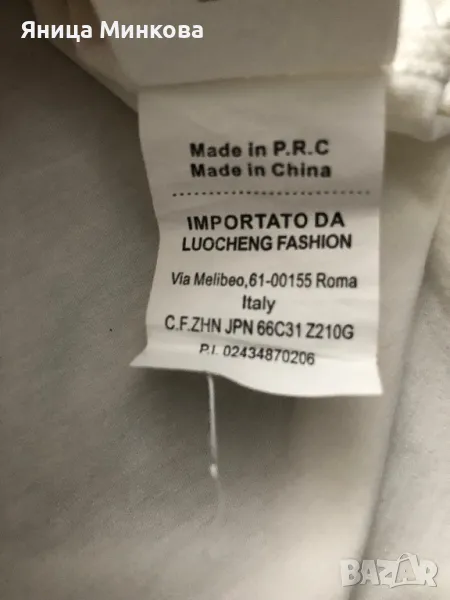 Яница Минкова
Made in P.R.C
Made in China
IMPORTATO DA
LUOCHENG FASHION
Via Melibeo,61-00155 Roma
Italy
C.F.ZHN JPN 66C31 Z210G
P.I. 02434870206
BAZAR